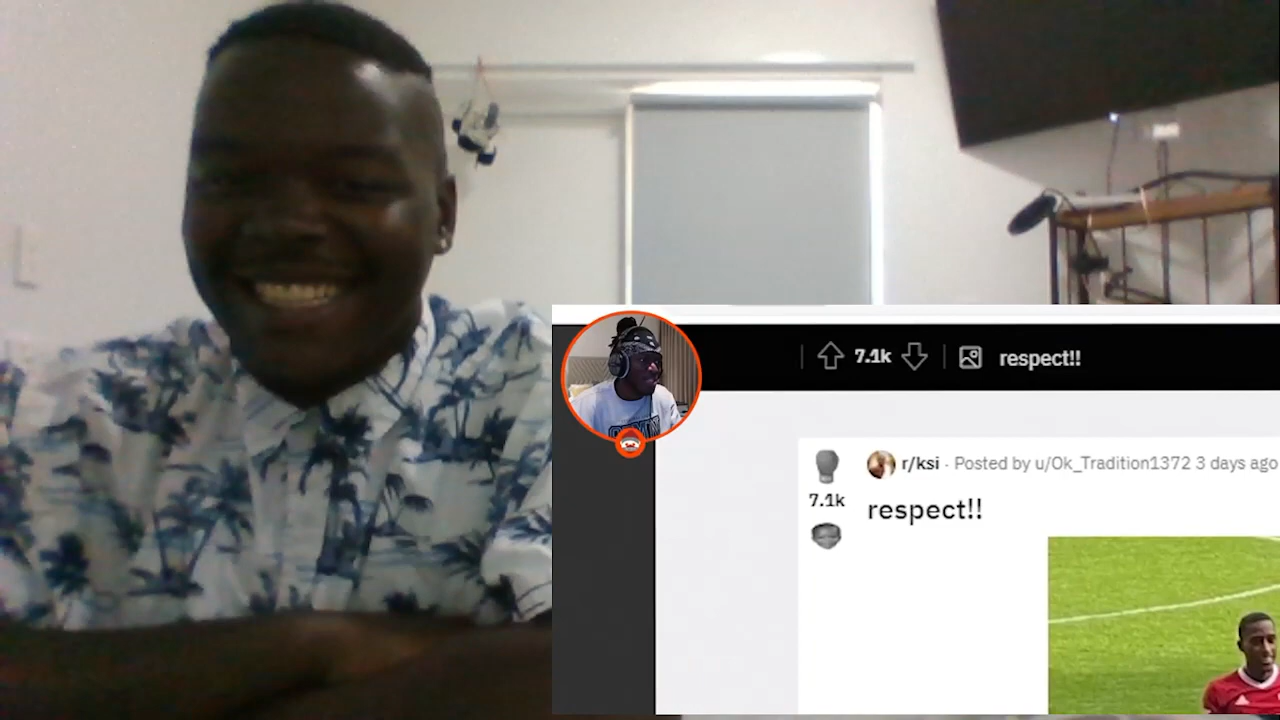 7.1k respect!!
r/ksi · Posted by u/Ok_Tradition1372 3 days ago
7.1k
respect!!